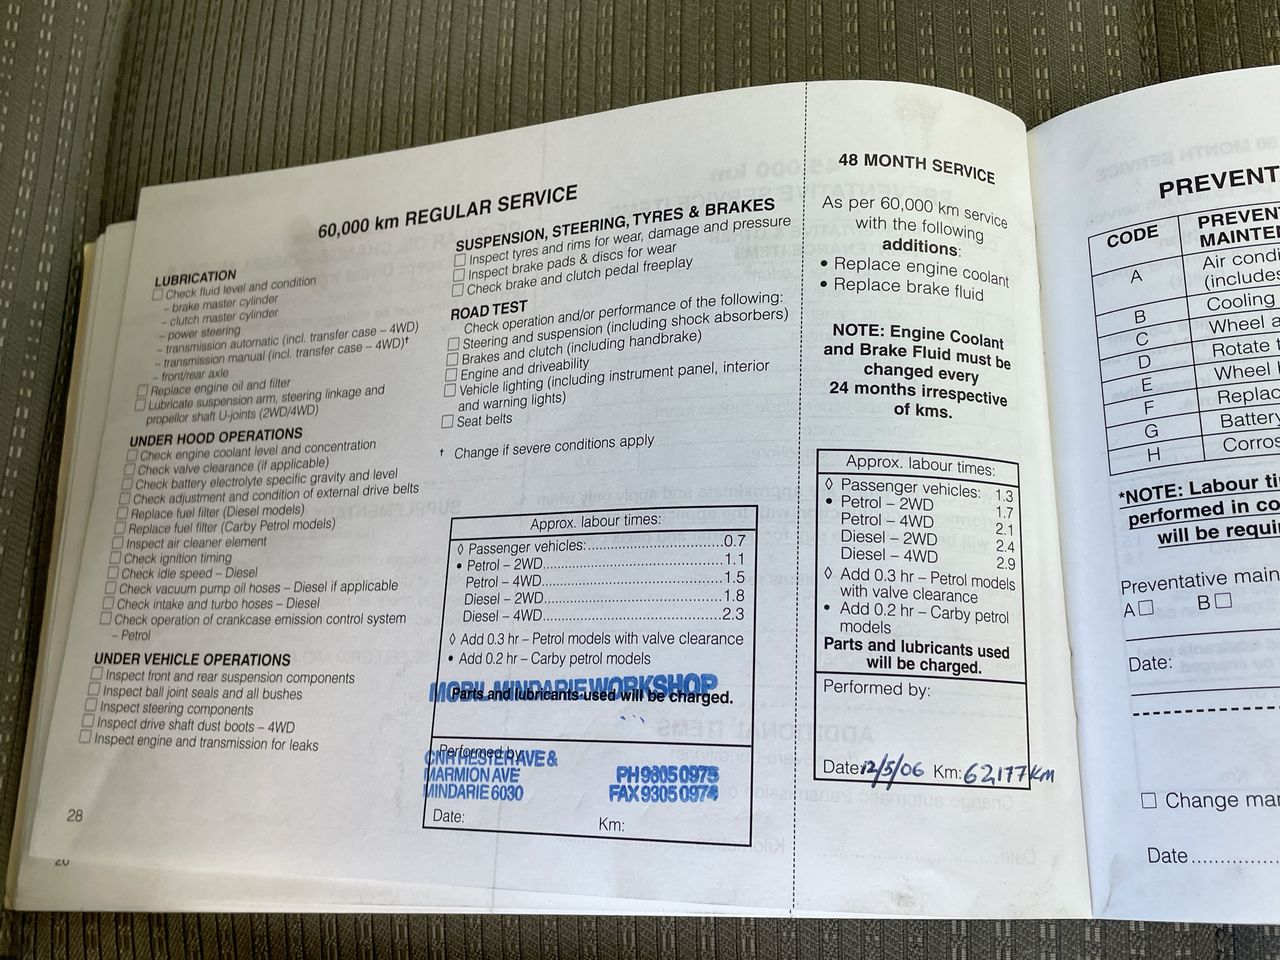 60,000 km REGULAR SERVICE
LUBRICATION
Check fluid level and condition
– brake master cylinder
– clutch master cylinder
– power steering
– transmission automatic (incl. transfer case – 4WD)
– transmission manual (incl. transfer case – 4WD)†
– front/rear axle
Replace engine oil and filter
Lubricate suspension arm, steering linkage and
propellor shaft U-joints (2WD/4WD)
UNDER HOOD OPERATIONS
Check engine coolant level and concentration
Check valve clearance (if applicable)
Check battery electrolyte specific gravity and level
Check adjustment and condition of external drive belts
Replace fuel filter (Diesel models)
Replace fuel filter (Carby Petrol models)
Inspect air cleaner element
Check ignition timing
Check idle speed – Diesel
Check vacuum pump oil hoses – Diesel if applicable
Check intake and turbo hoses – Diesel
Check operation of crankcase emission control system
– Petrol
UNDER VEHICLE OPERATIONS
Inspect front and rear suspension components
Inspect ball joint seals and all bushes
Inspect steering components
Inspect drive shaft dust boots – 4WD
Inspect engine and transmission for leaks
28
SUSPENSION, STEERING, TYRES & BRAKES
Inspect tyres and rims for wear, damage and pressure
Inspect brake pads & discs for wear
Check brake and clutch pedal freeplay
ROAD TEST
Check operation and/or performance of the following:
Steering and suspension (including shock absorbers)
Brakes and clutch (including handbrake)
Engine and driveability
Vehicle lighting (including instrument panel, interior
and warning lights)
Seat belts
† Change if severe conditions apply
Approx. labour times:
◊ Passenger vehicles:..............................0.7
• Petrol – 2WD........................................1.1
Petrol – 4WD........................................1.5
Diesel – 2WD.......................................1.8
Diesel – 4WD.......................................2.3
◊ Add 0.3 hr – Petrol models with valve clearance
• Add 0.2 hr – Carby petrol models
MOBIL MINDARIE WORKSHOP
Parts and lubricants used will be charged.
Performed by:
CNR HESTER AVE &
MARMION AVE PH 9305 0975
MINDARIE 6030 FAX 9305 0974
Date: Km:
48 MONTH SERVICE
As per 60,000 km service
with the following
additions:
• Replace engine coolant
• Replace brake fluid
NOTE: Engine Coolant
and Brake Fluid must be
changed every
24 months irrespective
of kms.
Approx. labour times:
◊ Passenger vehicles: 1.3
• Petrol – 2WD 1.7
Petrol – 4WD 2.1
Diesel – 2WD 2.4
Diesel – 4WD 2.9
◊ Add 0.3 hr – Petrol models
with valve clearance
• Add 0.2 hr – Carby petrol
models
Parts and lubricants used
will be charged.
Performed by:
Date: 12/5/06 Km: 62,177 KM
PREVENT
CODE PREVEN
MAINTEN
A Air condi
(includes
B Cooling
C Wheel a
D Rotate t
E Wheel
F Replac
G Battery
H Corros
*NOTE: Labour ti
performed in co
will be requi
Preventative main
A B
Date:
Change ma
Date